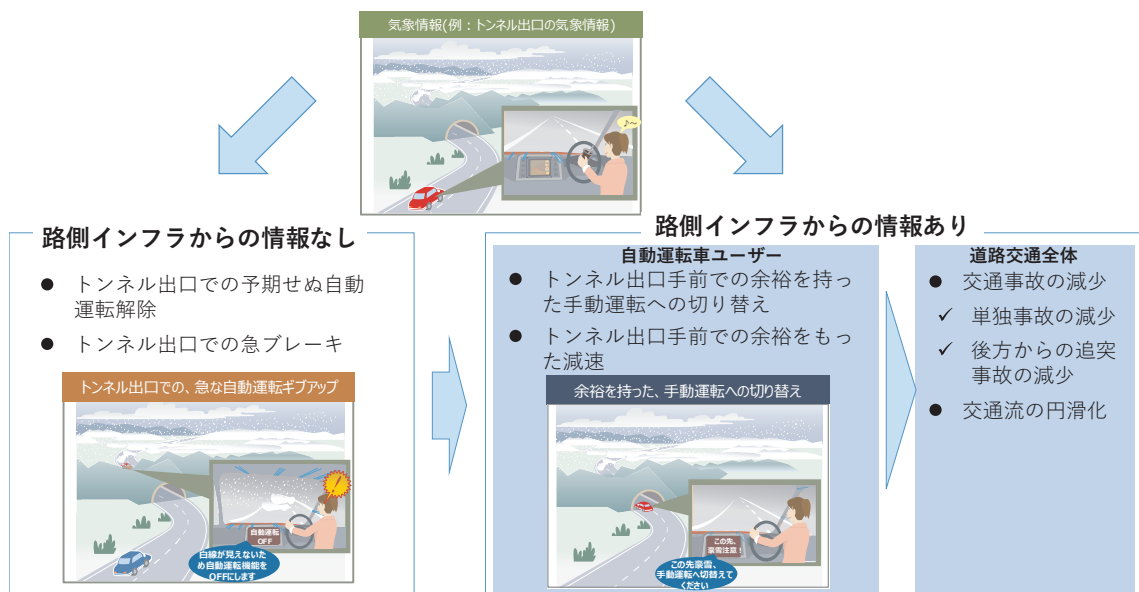 気象情報(例：トンネル出口の気象情報)
♪～
路側インフラからの情報なし
● トンネル出口での予期せぬ自動
運転解除
● トンネル出口での急ブレーキ
トンネル出口での、急な自動運転ギブアップ
！
自動運転
OFF
白線が見えないた
め自動運転機能を
OFFにします
路側インフラからの情報あり
自動運転車ユーザー
● トンネル出口手前での余裕を持っ
た手動運転への切り替え
● トンネル出口手前での余裕をもっ
た減速
余裕を持った、手動運転への切り替え
この先、
豪雪注意！
この先豪雪、
手動運転へ切替えて
ください
道路交通全体
● 交通事故の減少
✓ 単独事故の減少
✓ 後方からの追突
事故の減少
● 交通流の円滑化